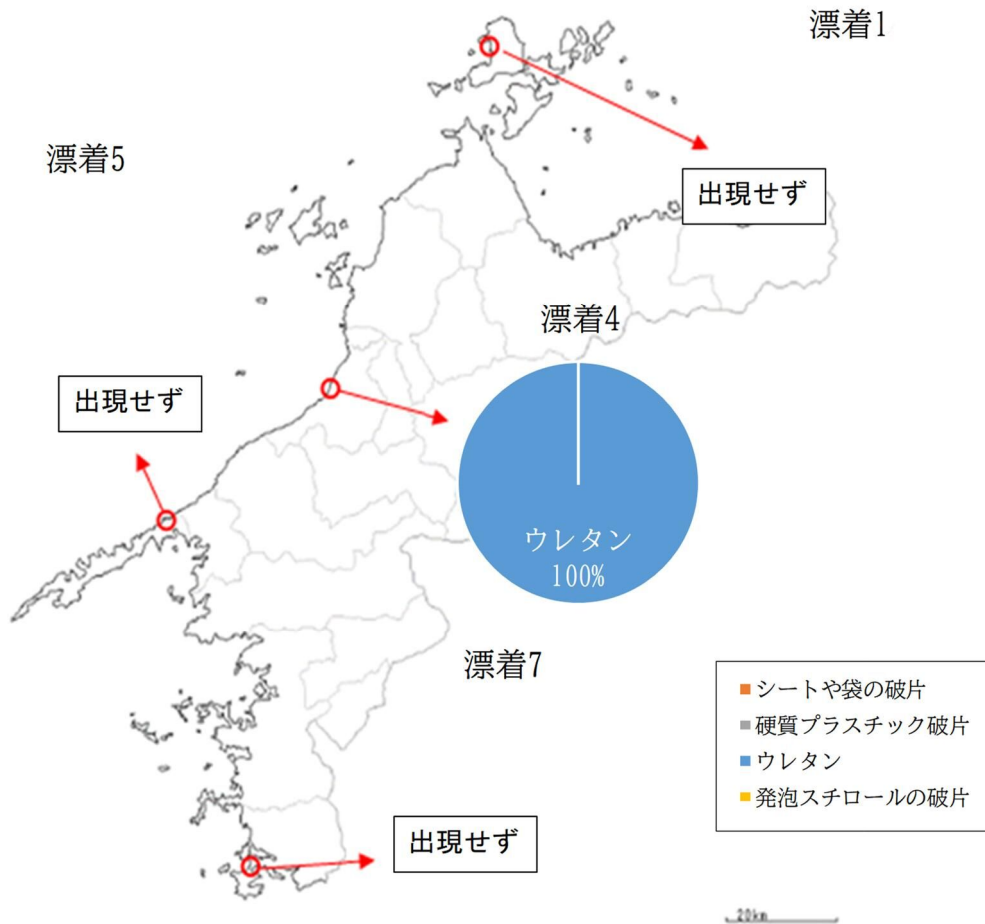 漂着1
漂着5
出現せず
漂着4
出現せず
ウレタン
100%
漂着7
シートや袋の破片
硬質プラスチック破片
ウレタン
発泡スチロールの破片
出現せず
20km